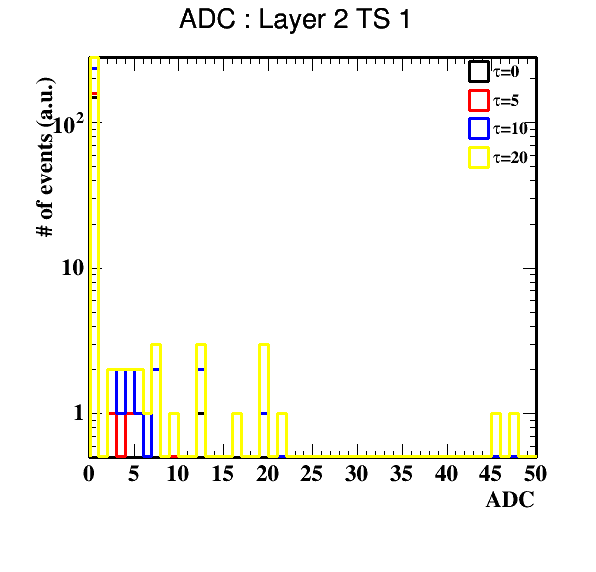 ADC : Layer 2 TS 1
# of events (a.u.)
10²
10
1
τ=0
τ=5
τ=10
τ=20
0 5 10 15 20 25 30 35 40 45 50
ADC